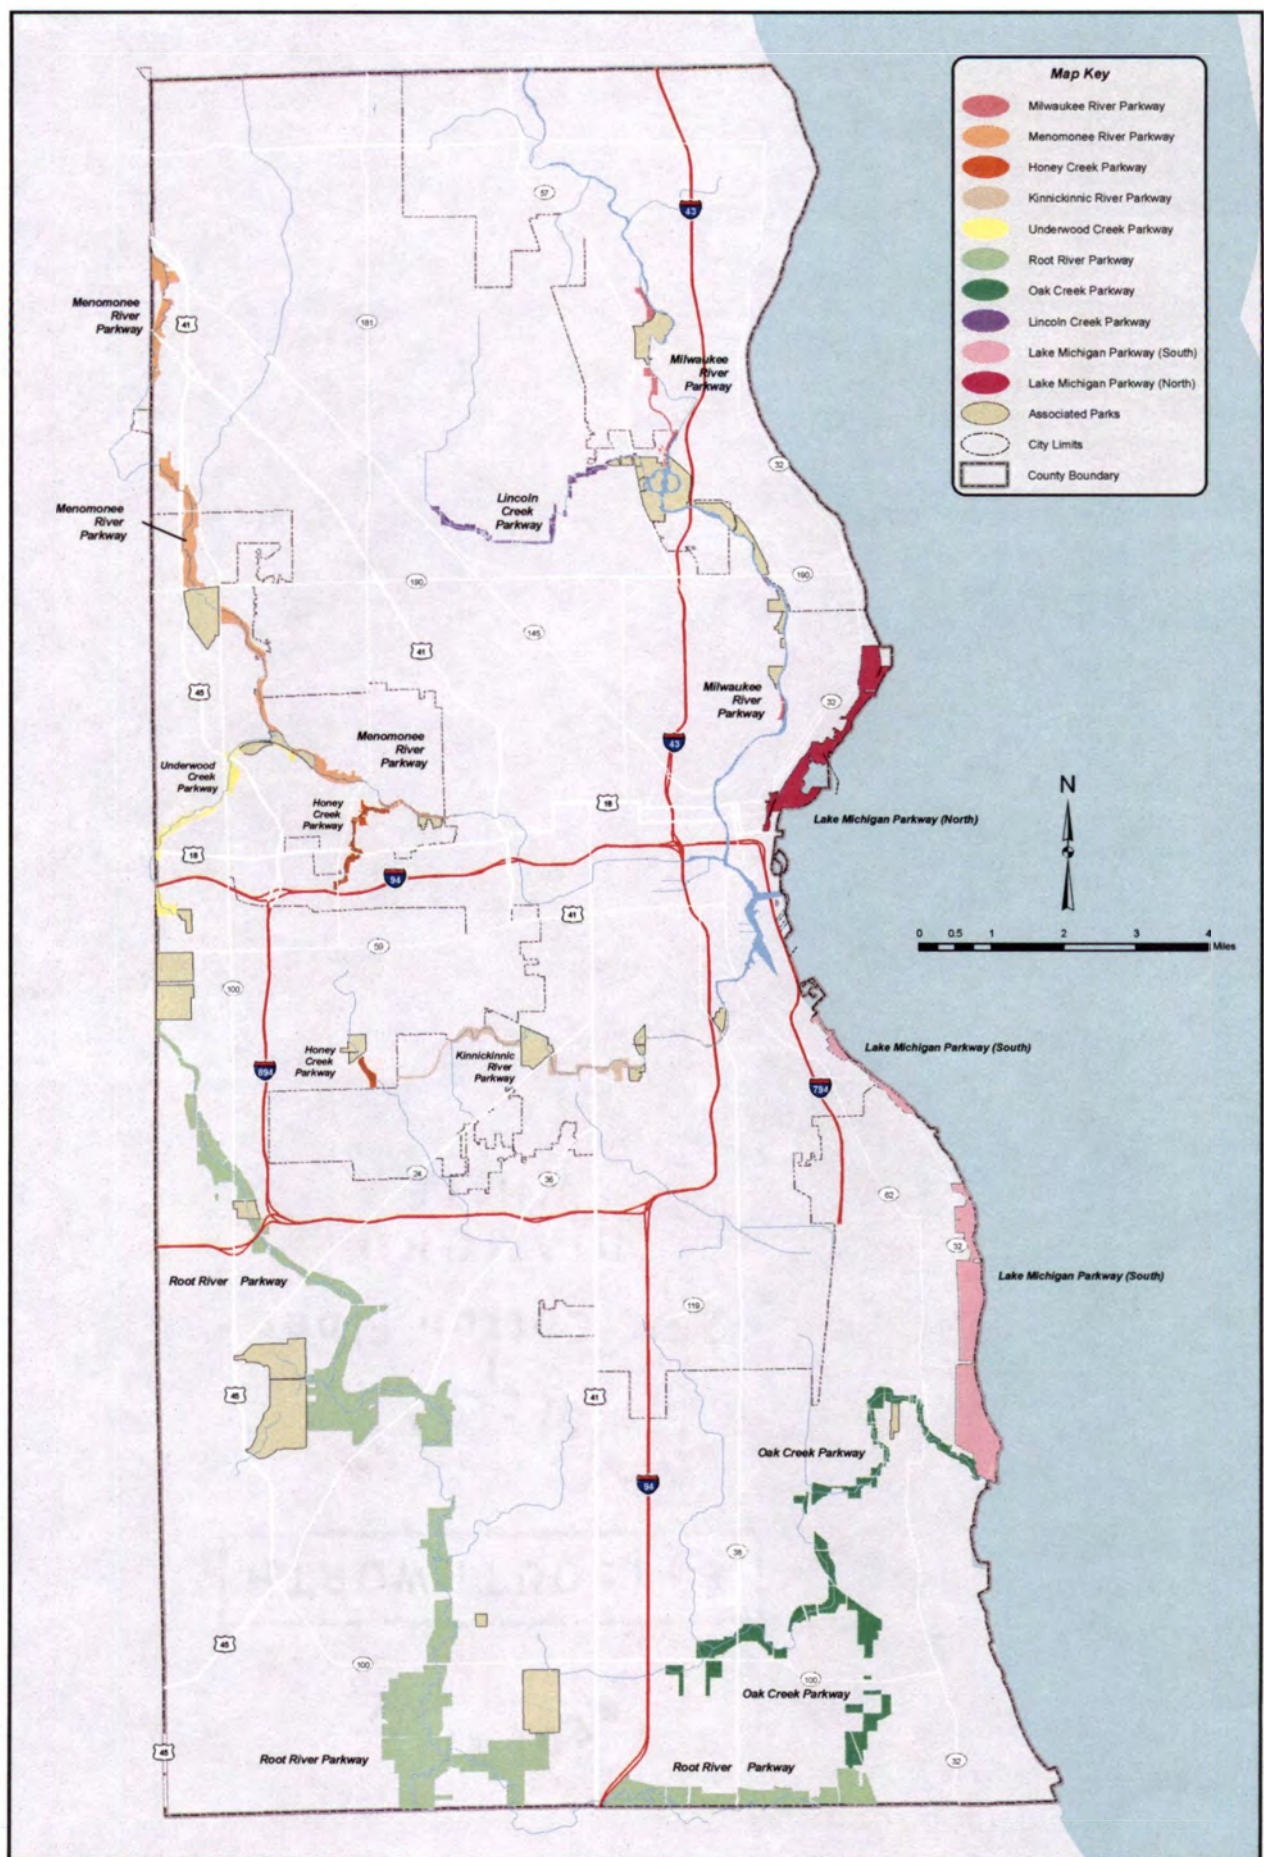 Map Key
Milwaukee River Parkway
Menomonee River Parkway
Honey Creek Parkway
Kinnickinnic River Parkway
Underwood Creek Parkway
Root River Parkway
Oak Creek Parkway
Lincoln Creek Parkway
Lake Michigan Parkway (South)
Lake Michigan Parkway (North)
Associated Parks
City Limits
County Boundary
57
43
Menomonee
River
Parkway
41
181
Milwaukee
River
Parkway
32
Menomonee
River
Parkway
Lincoln
Creek
Parkway
190
190
145
41
45
Milwaukee
River
Parkway
32
Menomonee
River
Parkway
43
Underwood
Creek
Parkway
Honey
Creek
Parkway
18
Lake Michigan Parkway (North)
N
18
94
41
59
0 0.5 1 2 3 4
Miles
100
Honey
Creek
Parkway
Kinnickinnic
River
Parkway
Lake Michigan Parkway (South)
894
794
24
36
62
32
Root River Parkway
Lake Michigan Parkway (South)
119
45
41
Oak Creek Parkway
94
38
45
100
100
Oak Creek Parkway
45
Root River Parkway
Root River Parkway
32